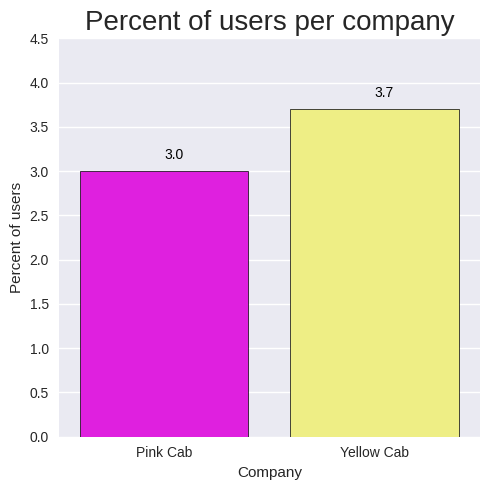 Percent of users per company
4.5
4.0
3.5
3.0
2.5
2.0
1.5
1.0
0.5
0.0
Percent of users
3.0
3.7
Pink Cab
Yellow Cab
Company